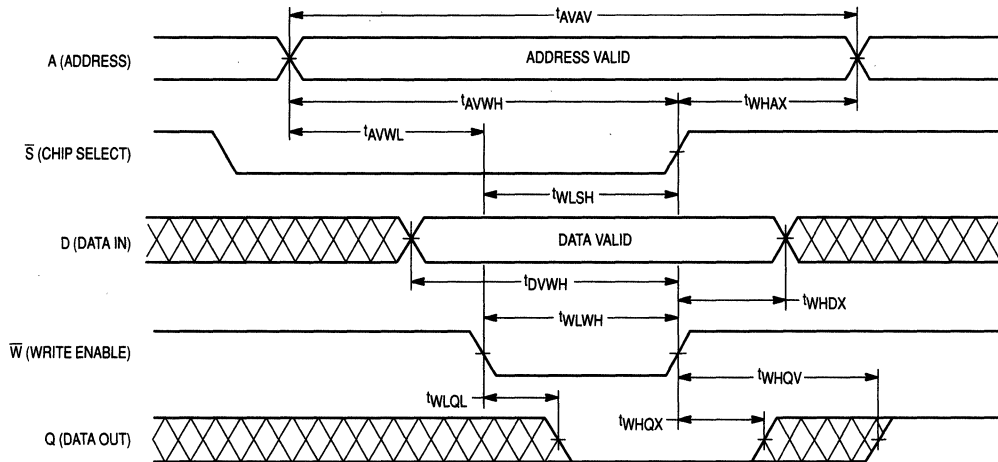 tAVAV
A (ADDRESS)
ADDRESS VALID
tAVWH
tWHAX
tAVWL
S̅ (CHIP SELECT)
tWLSH
D (DATA IN)
DATA VALID
tDVWH
tWHDX
tWLWH
W̅ (WRITE ENABLE)
tWHQV
tWLQL
tWHQX
Q (DATA OUT)